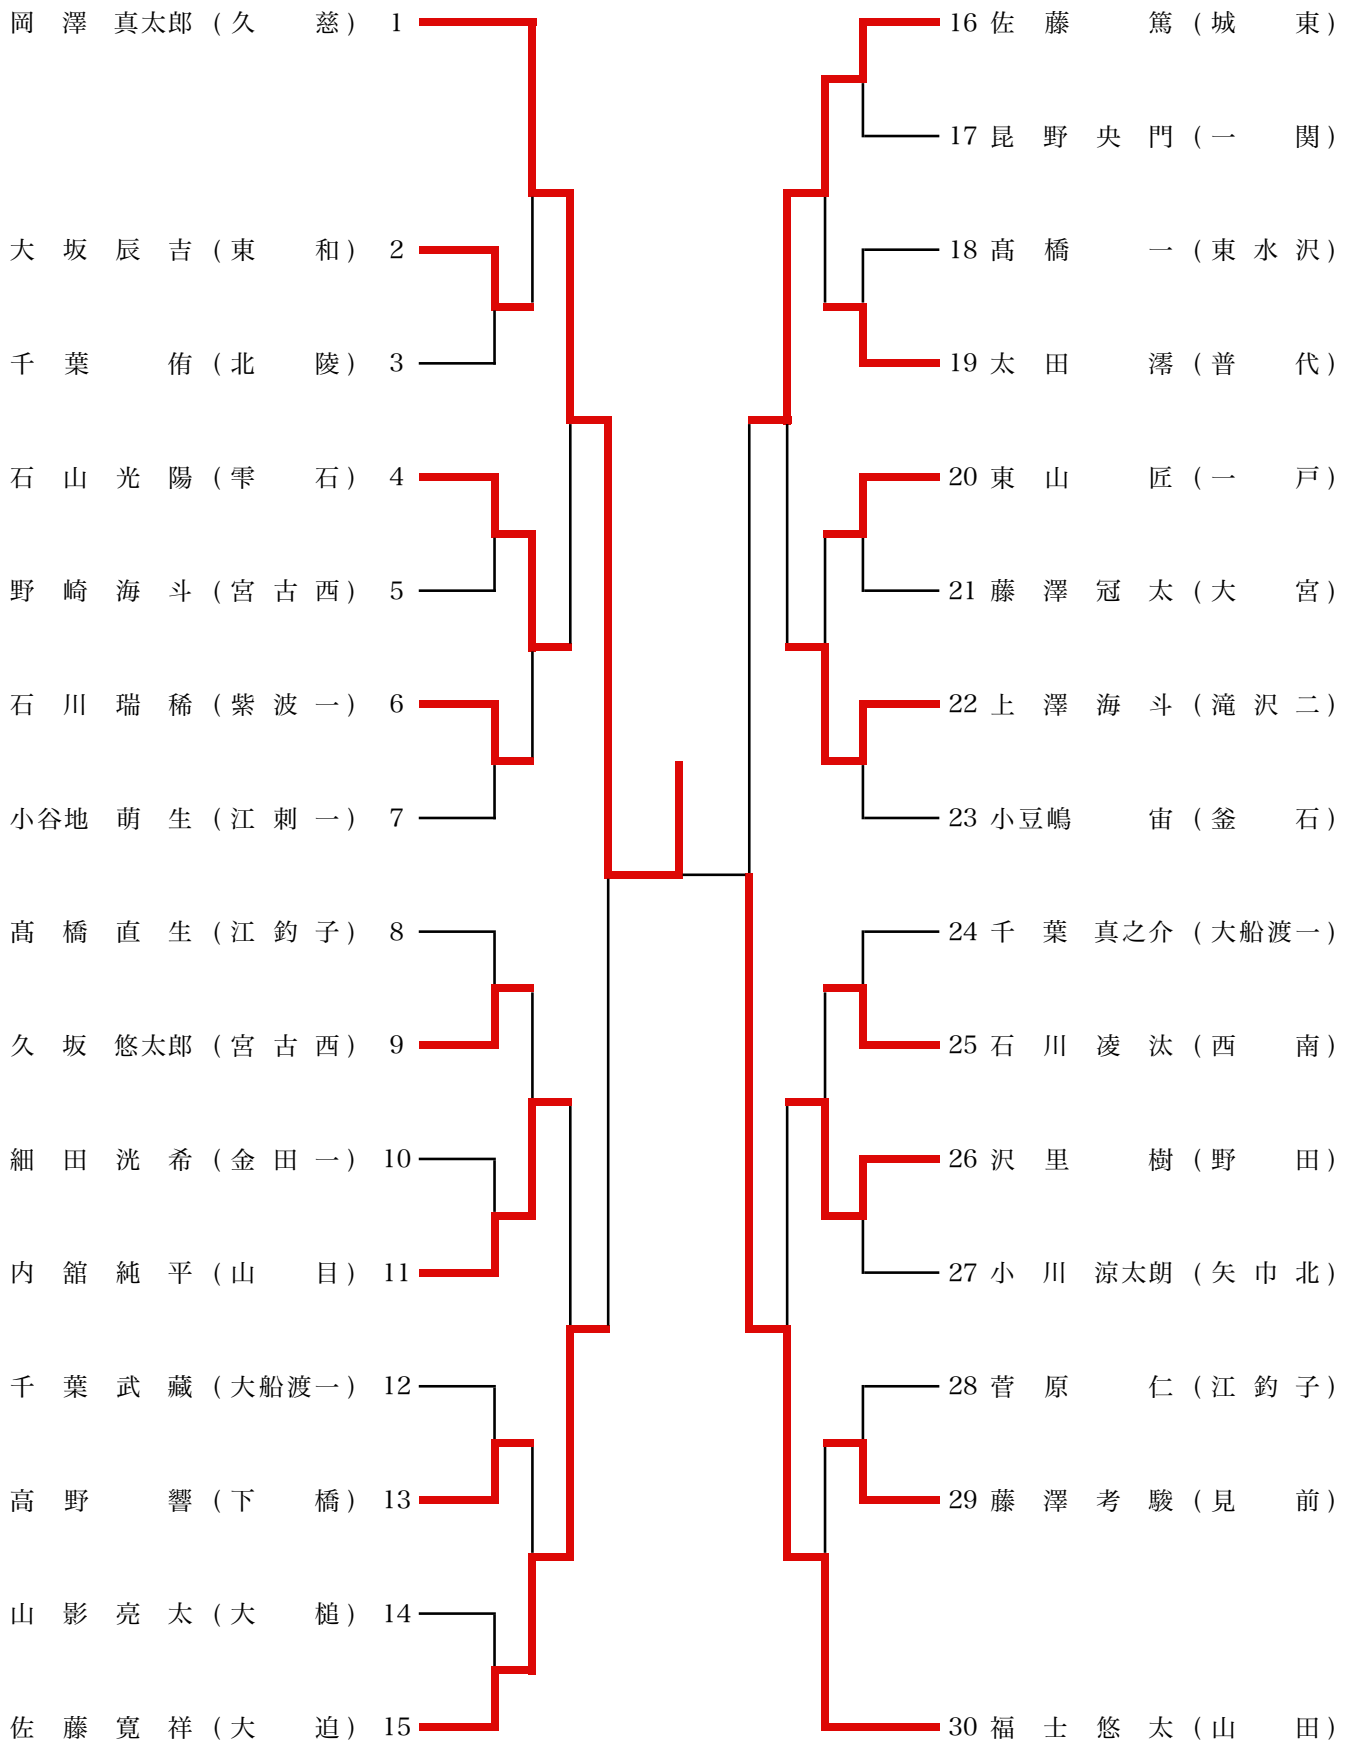 岡澤 真太郎 (久慈) 1
大坂辰吉 (東和) 2
千葉侑 (北陵) 3
石山光陽 (雫石) 4
野崎海斗 (宮古西) 5
石川瑞稀 (紫波一) 6
小谷地 萌生 (江刺一) 7
髙橋直生 (江釣子) 8
久坂 悠太郎 (宮古西) 9
細田洸希 (金田一) 10
内舘純平 (山目) 11
千葉武藏 (大船渡一) 12
高野響 (下橋) 13
山影亮太 (大槌) 14
佐藤寛祥 (大迫) 15
16 佐藤篤 (城東)
17 昆野央門 (一関)
18 髙橋一 (東水沢)
19 太田澪 (普代)
20 東山匠 (一戸)
21 藤澤冠太 (大宮)
22 上澤海斗 (滝沢二)
23 小豆嶋 宙 (釜石)
24 千葉 真之介 (大船渡一)
25 石川凌汰 (西南)
26 沢里樹 (野田)
27 小川 涼太朗 (矢巾北)
28 菅原仁 (江釣子)
29 藤澤考駿 (見前)
30 福士悠太 (山田)